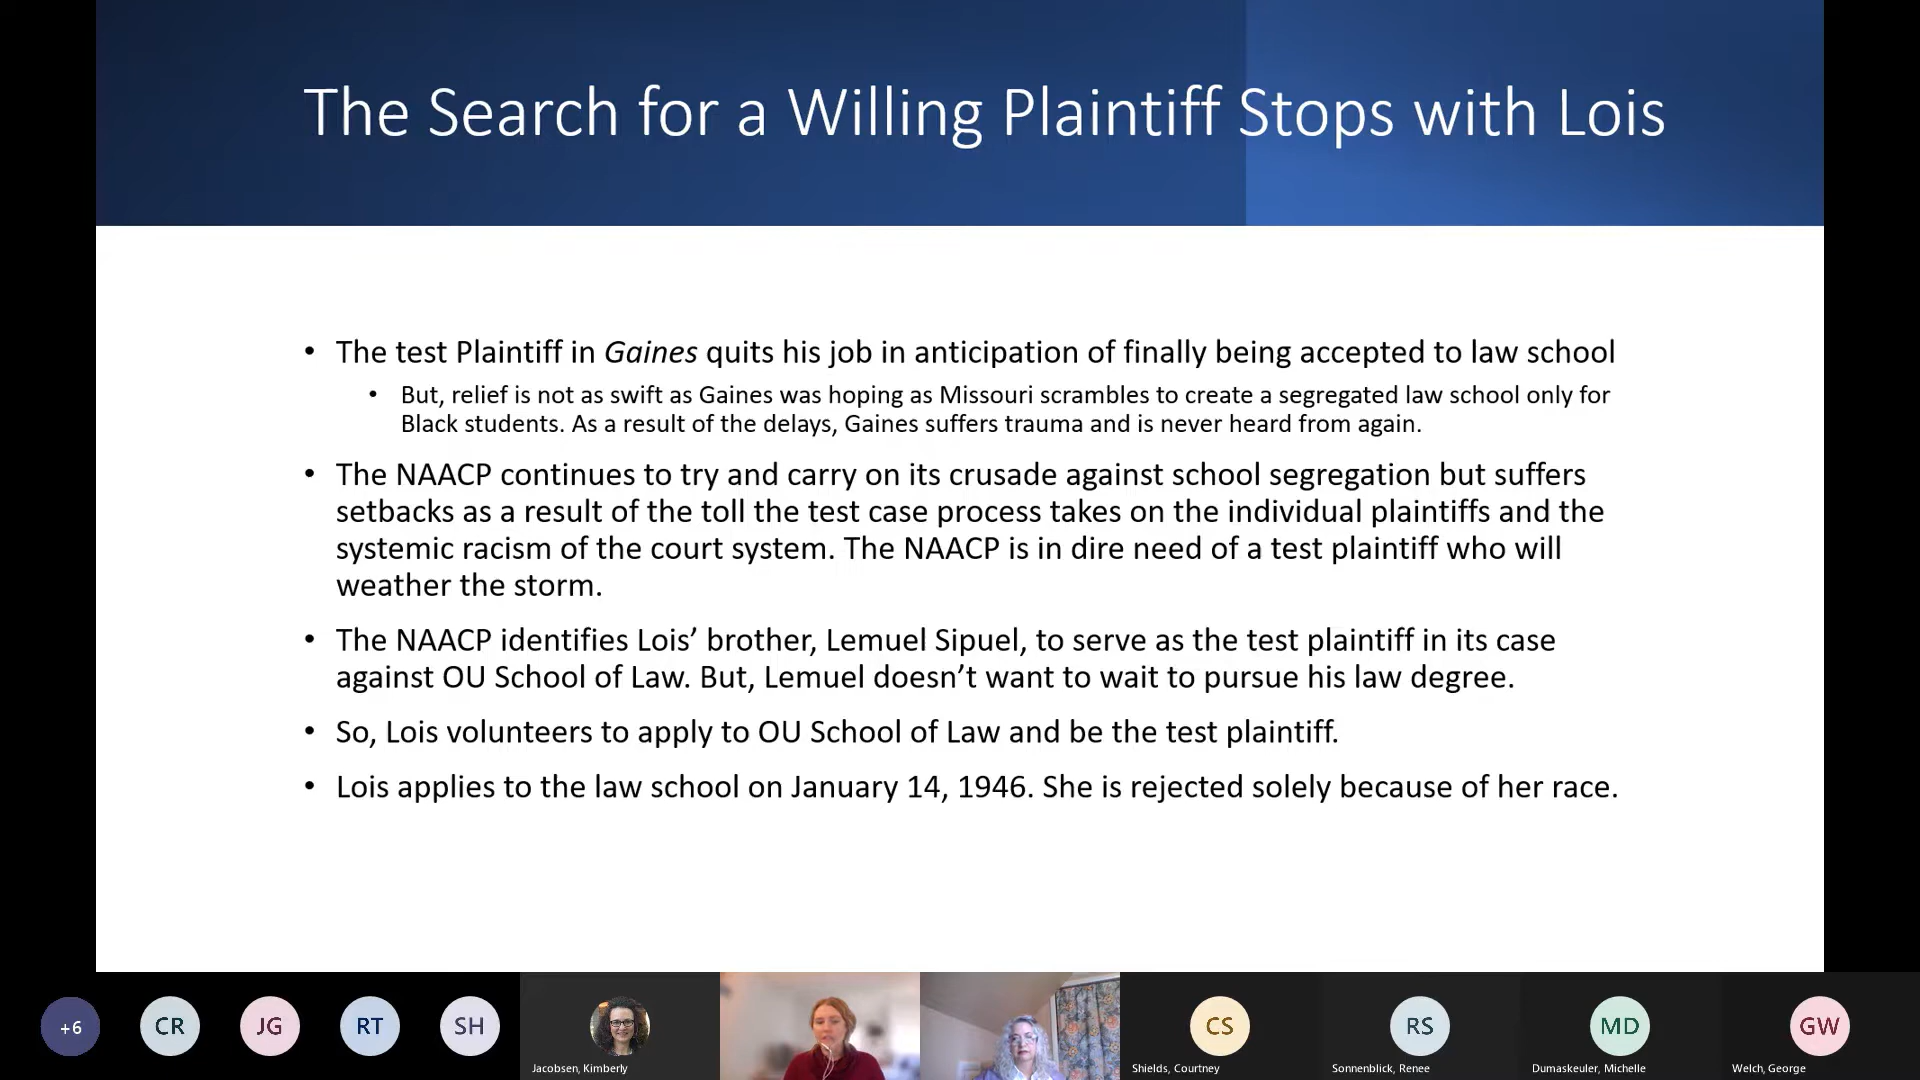 The Search for a Willing Plaintiff Stops with Lois
• The test Plaintiff in Gaines quits his job in anticipation of finally being accepted to law school
• But, relief is not as swift as Gaines was hoping as Missouri scrambles to create a segregated law school only for
Black students. As a result of the delays, Gaines suffers trauma and is never heard from again.
• The NAACP continues to try and carry on its crusade against school segregation but suffers
setbacks as a result of the toll the test case process takes on the individual plaintiffs and the
systemic racism of the court system. The NAACP is in dire need of a test plaintiff who will
weather the storm.
• The NAACP identifies Lois’ brother, Lemuel Sipuel, to serve as the test plaintiff in its case
against OU School of Law. But, Lemuel doesn’t want to wait to pursue his law degree.
• So, Lois volunteers to apply to OU School of Law and be the test plaintiff.
• Lois applies to the law school on January 14, 1946. She is rejected solely because of her race.
+6 CR JG RT SH CS RS MD GW
Jacobsen, Kimberly Shields, Courtney Sonnenblick, Renee Dumaskeuler, Michelle Welch, George